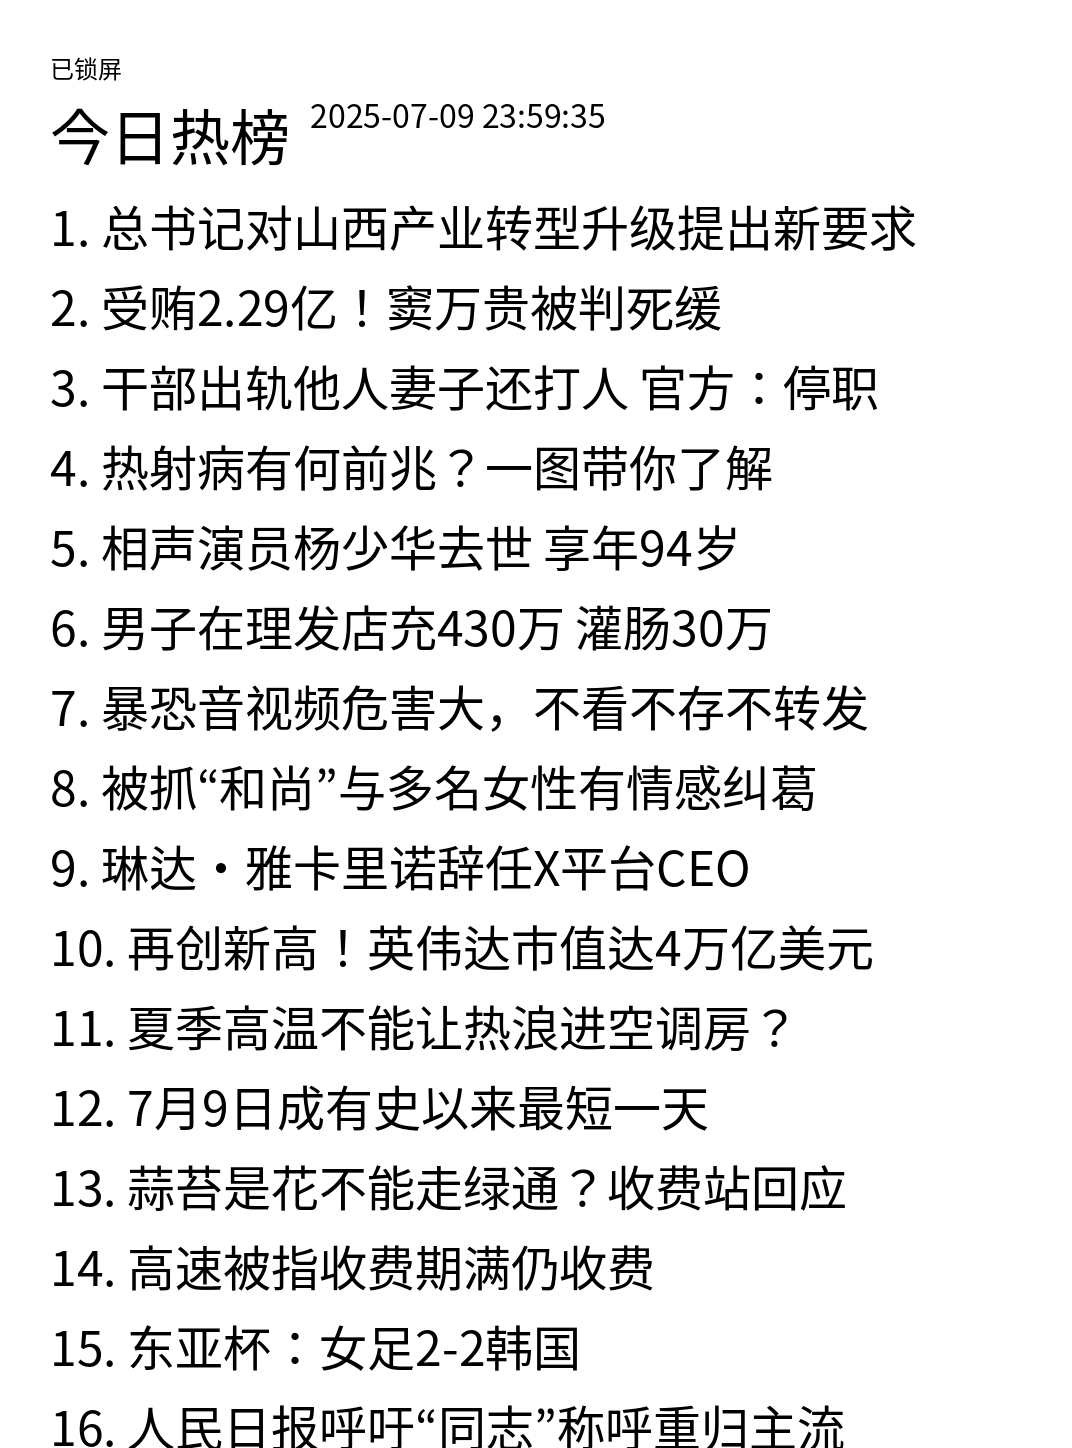 已锁屏
今日热榜 2025-07-09 23:59:35
1. 总书记对山西产业转型升级提出新要求
2. 受贿2.29亿！窦万贵被判死缓
3. 干部出轨他人妻子还打人 官方：停职
4. 热射病有何前兆？一图带你了解
5. 相声演员杨少华去世 享年94岁
6. 男子在理发店充430万 灌肠30万
7. 暴恐音视频危害大，不看不存不转发
8. 被抓“和尚”与多名女性有情感纠葛
9. 琳达・雅卡里诺辞任X平台CEO
10. 再创新高！英伟达市值达4万亿美元
11. 夏季高温不能让热浪进空调房？
12. 7月9日成有史以来最短一天
13. 蒜苔是花不能走绿通？收费站回应
14. 高速被指收费期满仍收费
15. 东亚杯：女足2-2韩国
16. 人民日报呼吁“同志”称呼重归主流